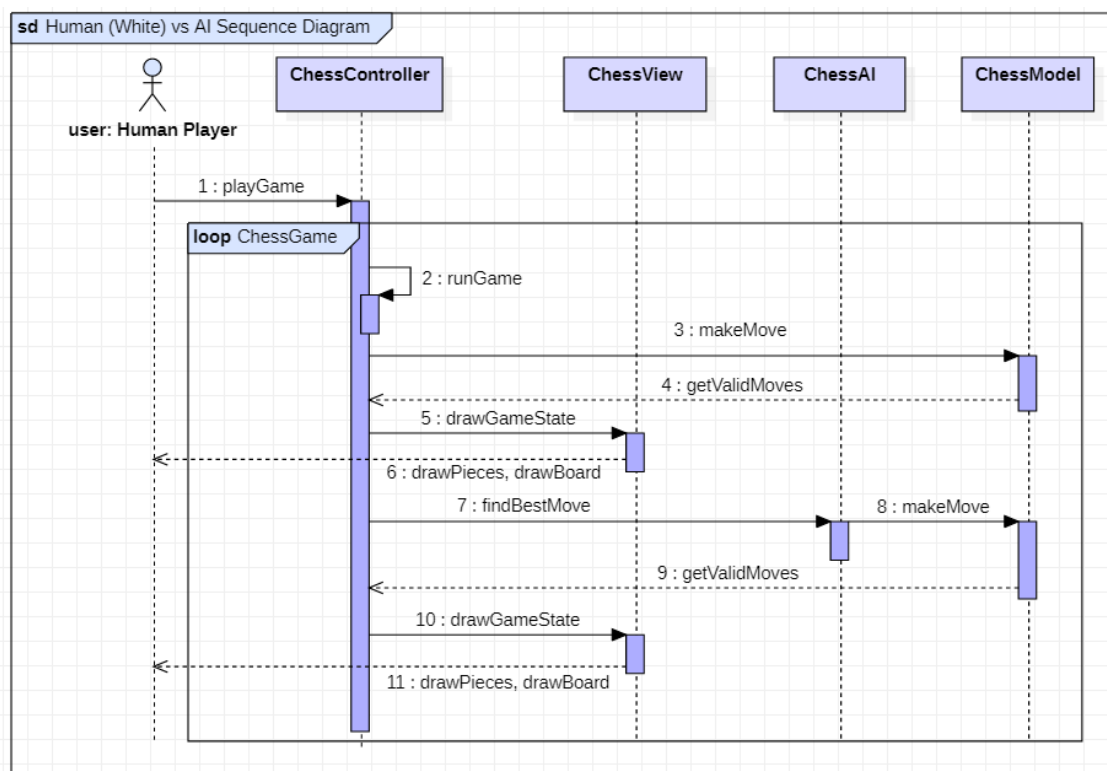 sd Human (White) vs AI Sequence Diagram
ChessController
ChessView
ChessAI
ChessModel
user: Human Player
1 : playGame
loop ChessGame
2 : runGame
3 : makeMove
4 : getValidMoves
5 : drawGameState
6 : drawPieces, drawBoard
7 : findBestMove
8 : makeMove
9 : getValidMoves
10 : drawGameState
11 : drawPieces, drawBoard